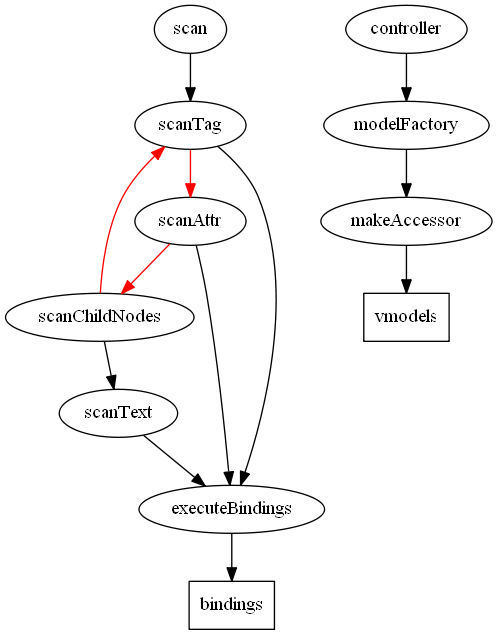 scan
controller
scanTag
modelFactory
scanAttr
makeAccessor
scanChildNodes
vmodels
scanText
executeBindings
bindings